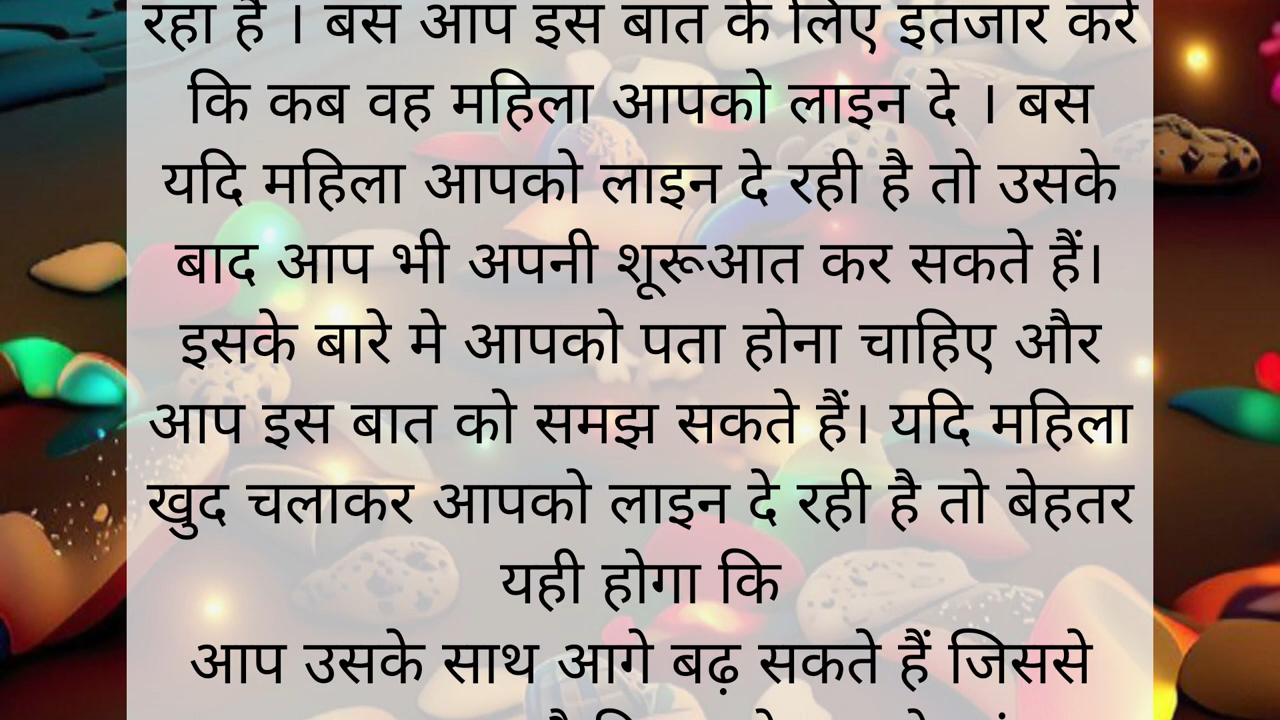 रहा है । बस आप इस बात के लिए इंतजार करें
कि कब वह महिला आपको लाइन दे । बस
यदि महिला आपको लाइन दे रही है तो उसके
बाद आप भी अपनी शूरूआत कर सकते हैं।
इसके बारे मे आपको पता होना चाहिए और
आप इस बात को समझ सकते हैं। यदि महिला
खुद चलाकर आपको लाइन दे रही है तो बेहतर
यही होगा कि
आप उसके साथ आगे बढ़ सकते हैं जिससे